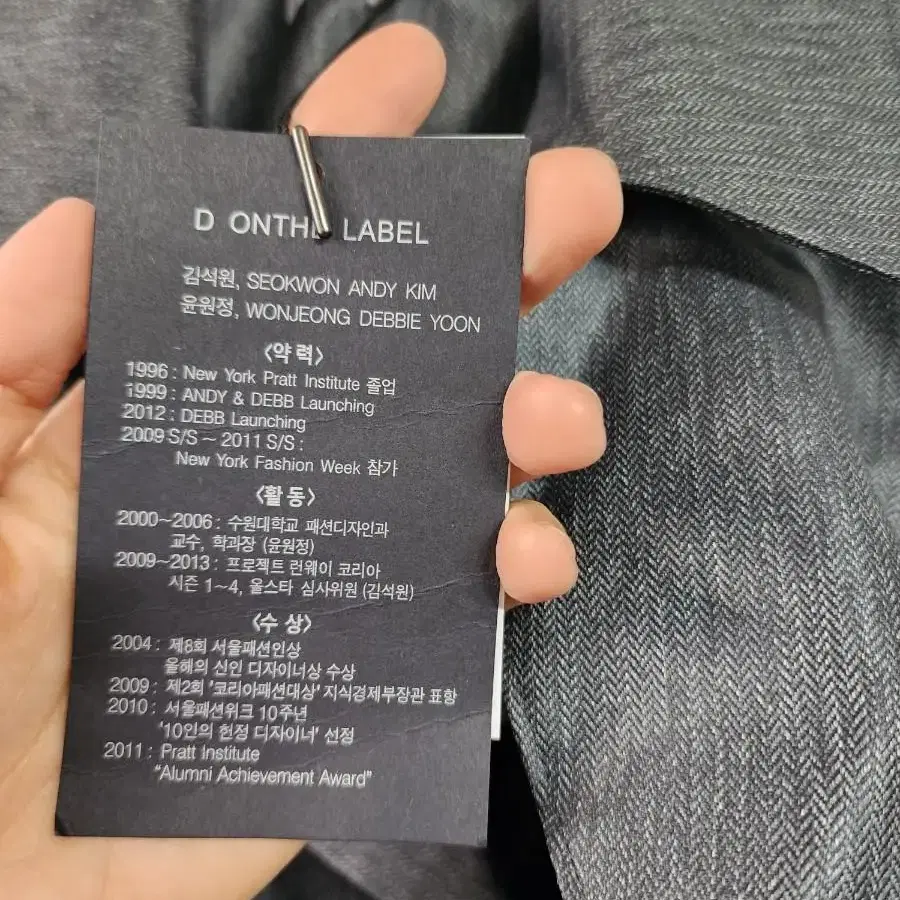 D ONTHE LABEL
김석원, SEOKWON ANDY KIM
윤원정, WONJEONG DEBBIE YOON
<약력>
1996 : New York Pratt Institute 졸업
1999 : ANDY & DEBB Launching
2012 : DEBB Launching
2009 S/S ~ 2011 S/S :
New York Fashion Week 참가
<활동>
2000~2006 : 수원대학교 패션디자인과
교수, 학과장 (윤원정)
2009~2013 : 프로젝트 런웨이 코리아
시즌 1~4, 올스타 심사위원 (김석원)
<수상>
2004 : 제8회 서울패션인상
올해의 신인 디자이너상 수상
2009 : 제2회 '코리아패션대상' 지식경제부장관 표항
2010 : 서울패션위크 10주년
'10인의 헌정 디자이너' 선정
2011 : Pratt Institute
"Alumni Achievement Award"